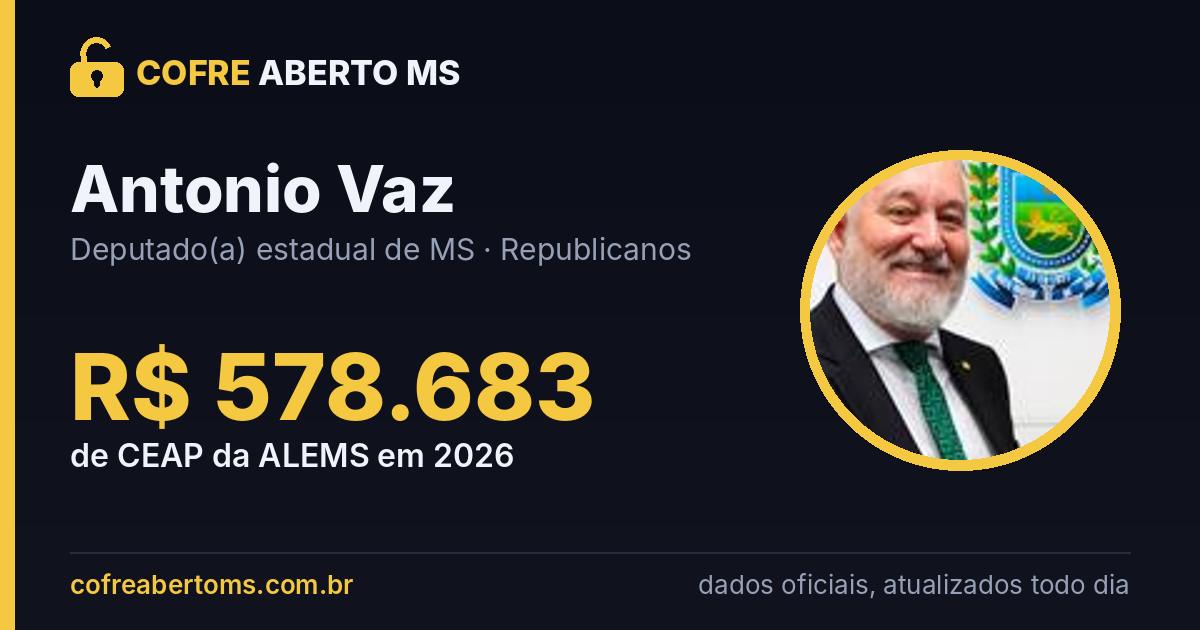 COFRE ABERTO MS
Antonio Vaz
Deputado(a) estadual de MS · Republicanos
R$ 578.683
de CEAP da ALEMS em 2026
cofreabertoms.com.br
dados oficiais, atualizados todo dia